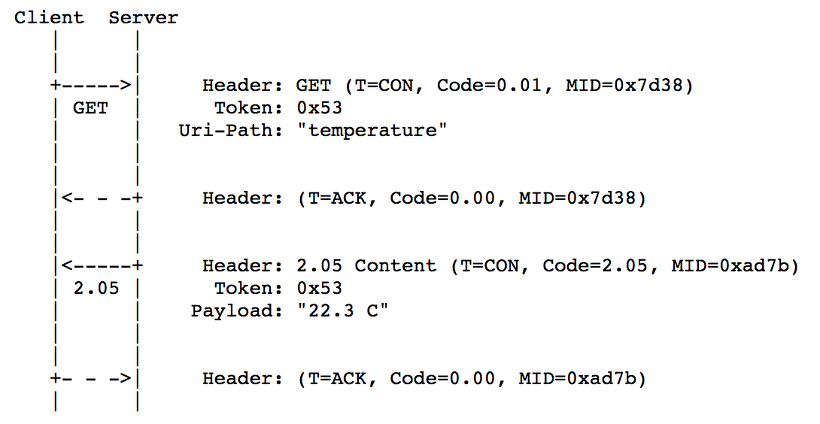 Client  Server
   |      |
   |      |
   +----->|     Header: GET (T=CON, Code=0.01, MID=0x7d38)
   | GET  |      Token: 0x53
   |      |   Uri-Path: "temperature"
   |      |
   |      |
   |<- - -+     Header: (T=ACK, Code=0.00, MID=0x7d38)
   |      |
   |      |
   |<-----+     Header: 2.05 Content (T=CON, Code=2.05, MID=0xad7b)
   | 2.05 |      Token: 0x53
   |      |    Payload: "22.3 C"
   |      |
   |      |
   +- - ->|     Header: (T=ACK, Code=0.00, MID=0xad7b)
   |      |